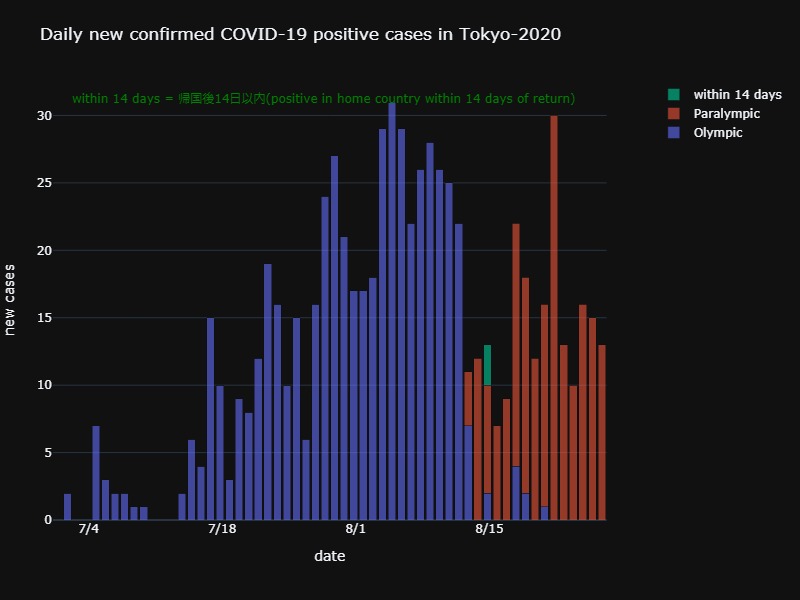 Daily new confirmed COVID-19 positive cases in Tokyo-2020
within 14 days = 帰国後14日以内(positive in home country within 14 days of return)
within 14 days
Paralympic
Olympic
30
25
20
15
10
5
0
new cases
7/4 7/18 8/1 8/15
date